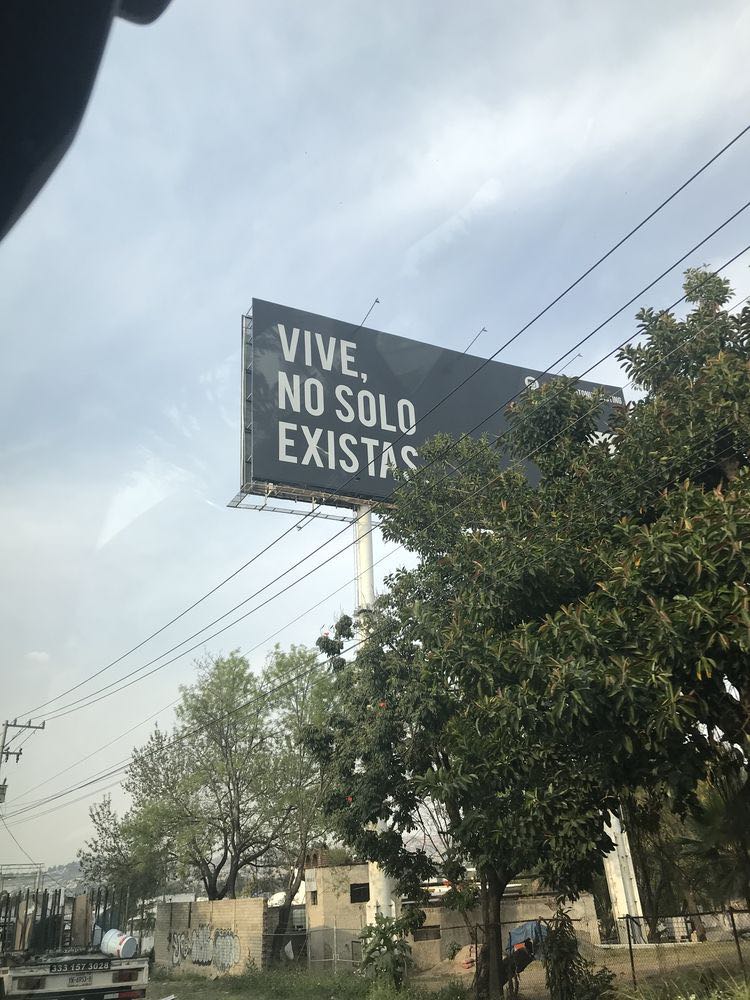 VIVE,
NO SOLO
EXISTAS
333 157 3028